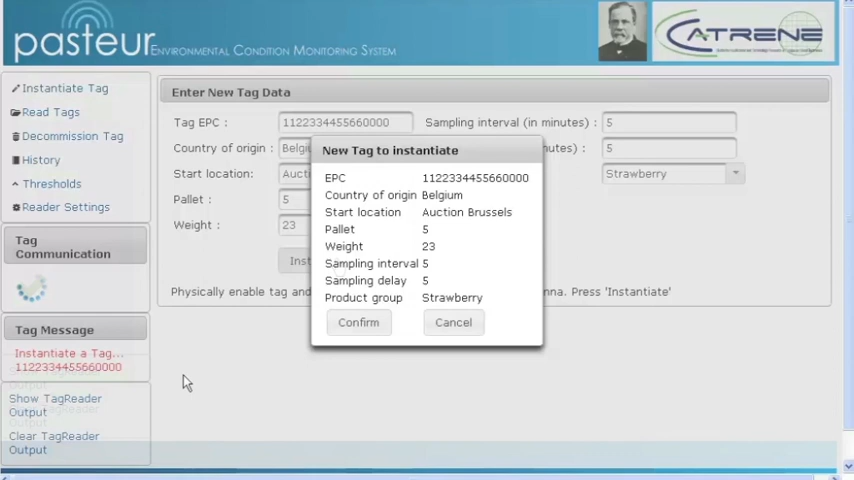 pasteur ENVIRONMENTAL CONDITION MONITORING SYSTEM
CATRENE
Instantiate Tag
Read Tags
Decommission Tag
History
Thresholds
Reader Settings
Tag
Communication
Tag Message
Instantiate a Tag...
1122334455660000
Show TagReader
Output
Clear TagReader
Output
Enter New Tag Data
Tag EPC : 1122334455660000 Sampling interval (in minutes) : 5
Country of origin : Belgiu utes) : 5
Start location: Aucti Strawberry
Pallet : 5
Weight : 23
Inst
Physically enable tag and nna. Press 'Instantiate'
New Tag to instantiate
EPC 1122334455660000
Country of origin Belgium
Start location Auction Brussels
Pallet 5
Weight 23
Sampling interval 5
Sampling delay 5
Product group Strawberry
Confirm Cancel